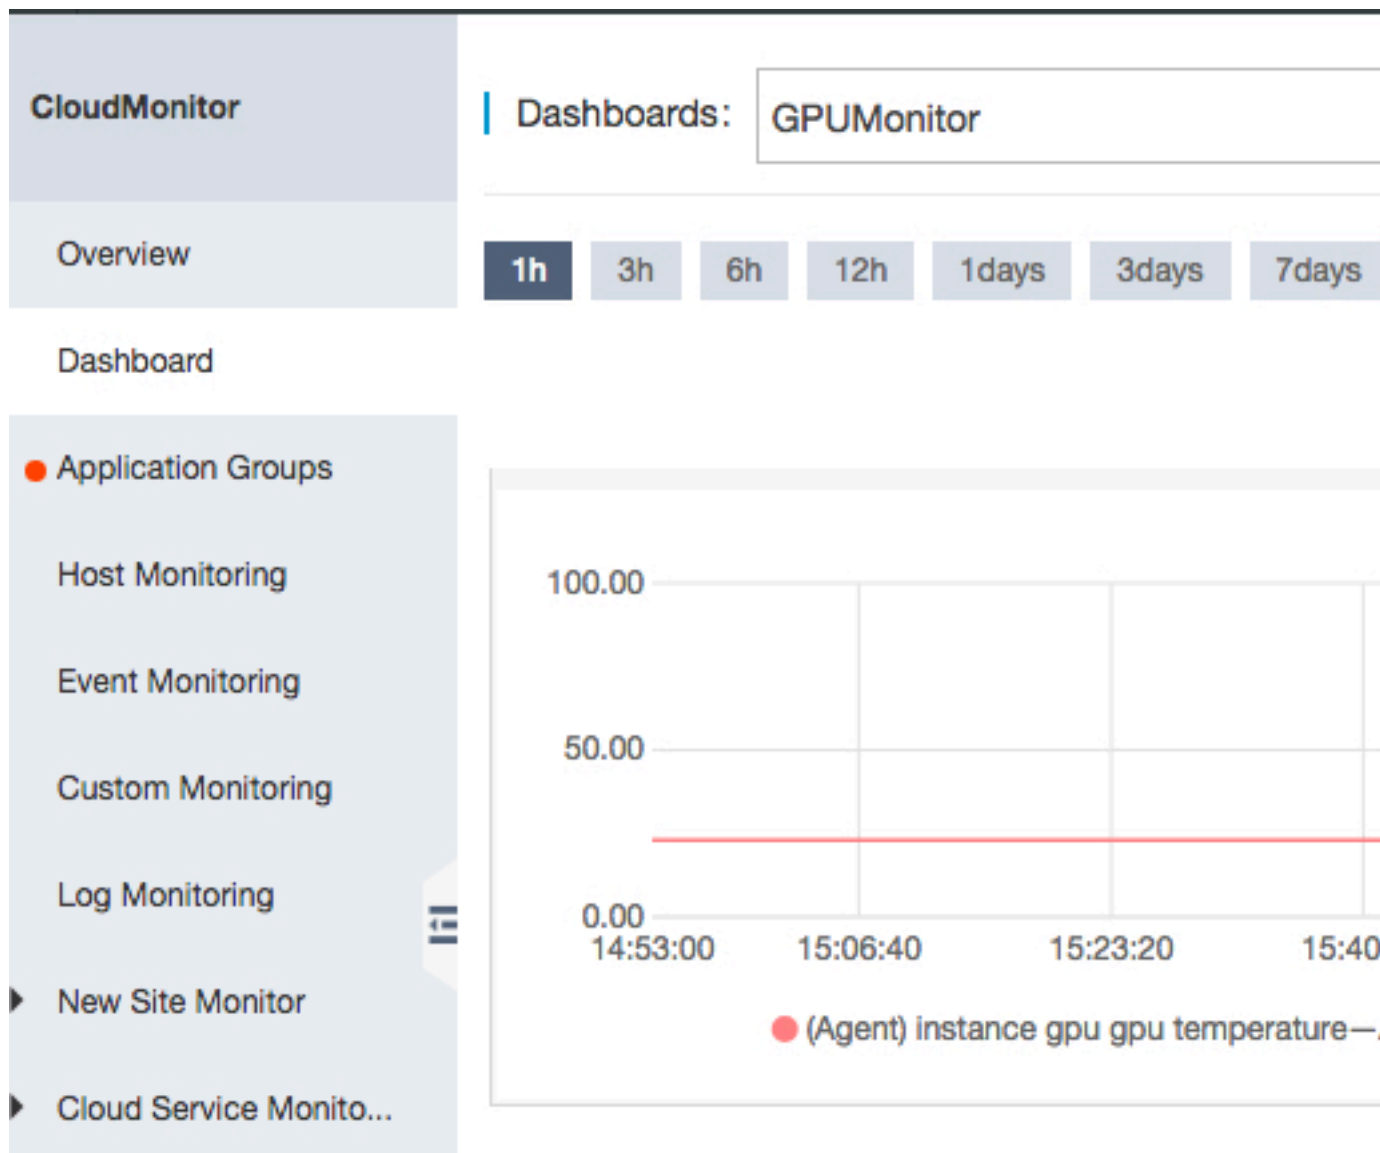 CloudMonitor
Overview
Dashboard
Application Groups
Host Monitoring
Event Monitoring
Custom Monitoring
Log Monitoring
New Site Monitor
Cloud Service Monito...
Dashboards: GPUMonitor
1h 3h 6h 12h 1days 3days 7days
100.00
50.00
0.00
14:53:00 15:06:40 15:23:20 15:40
(Agent) instance gpu gpu temperature—